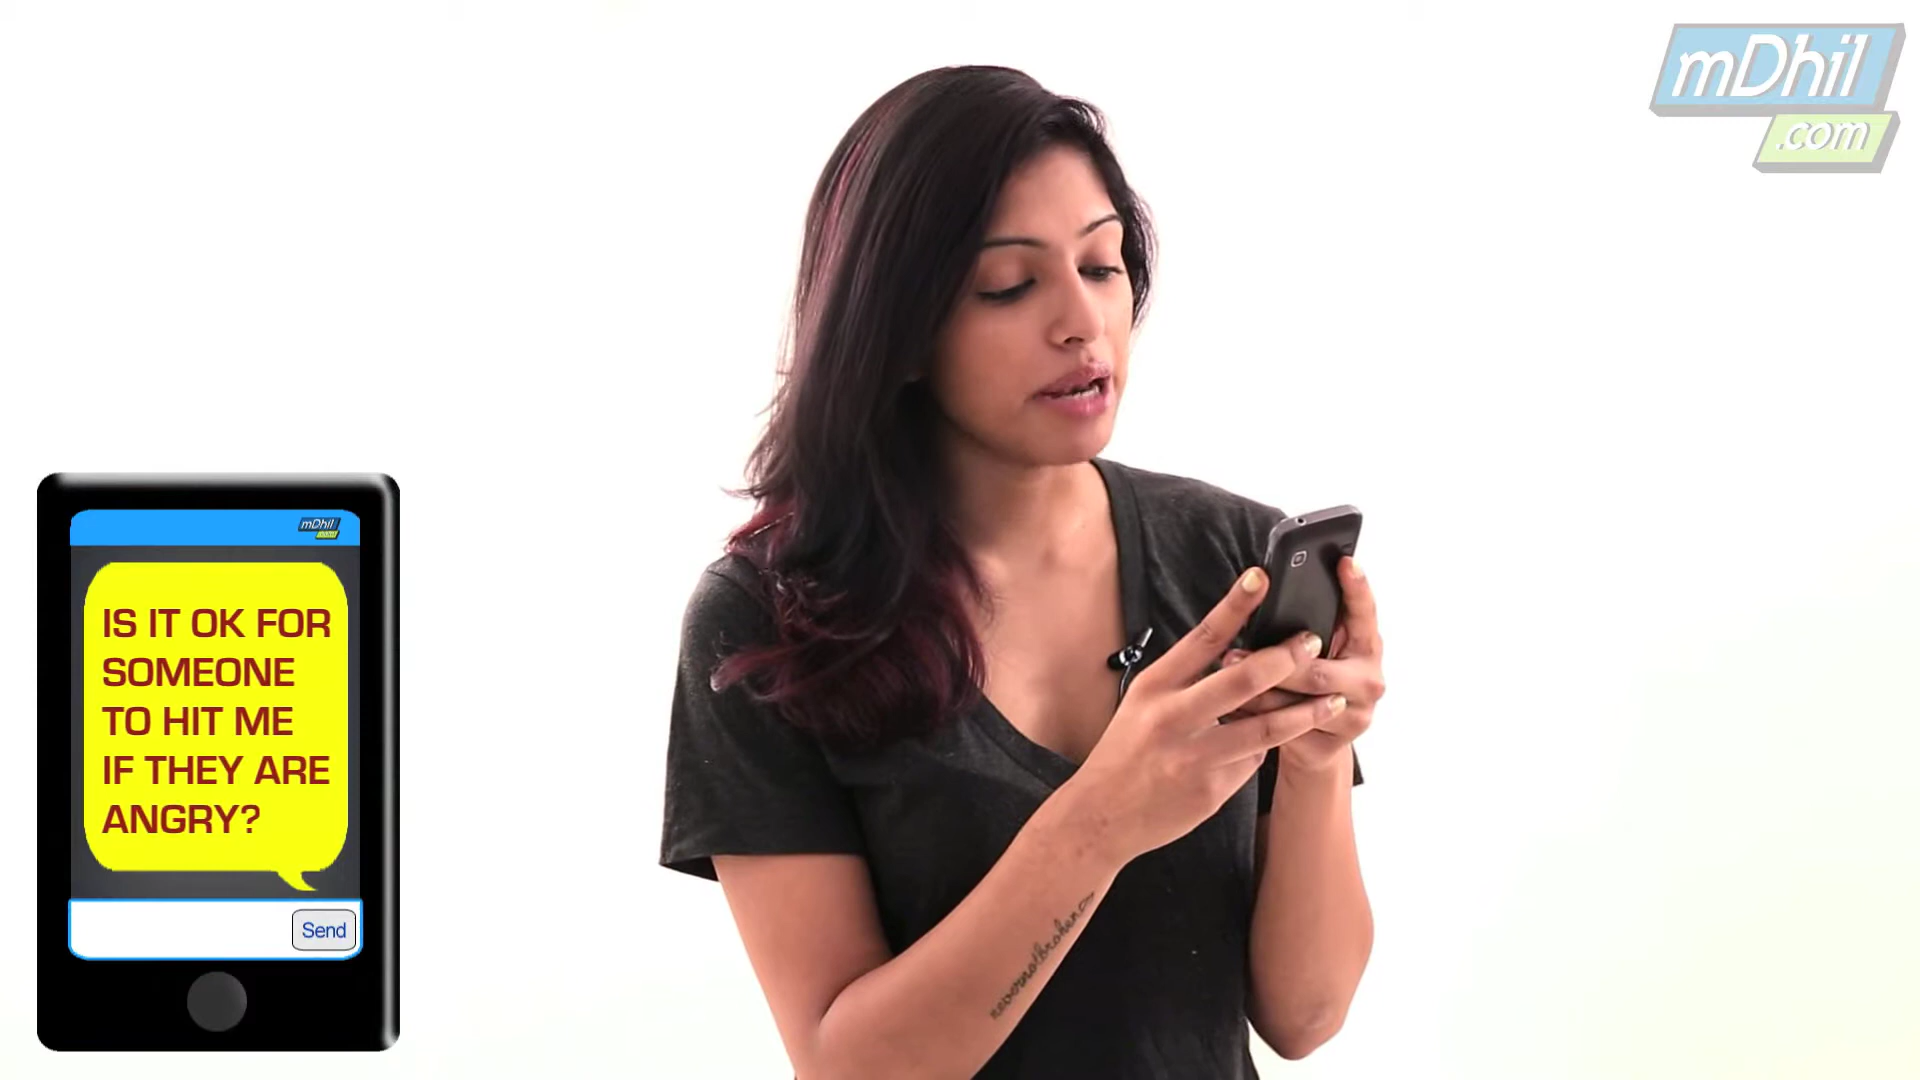 mDhil
.com
mDhil
IS IT OK FOR
SOMEONE
TO HIT ME
IF THEY ARE
ANGRY?
Send